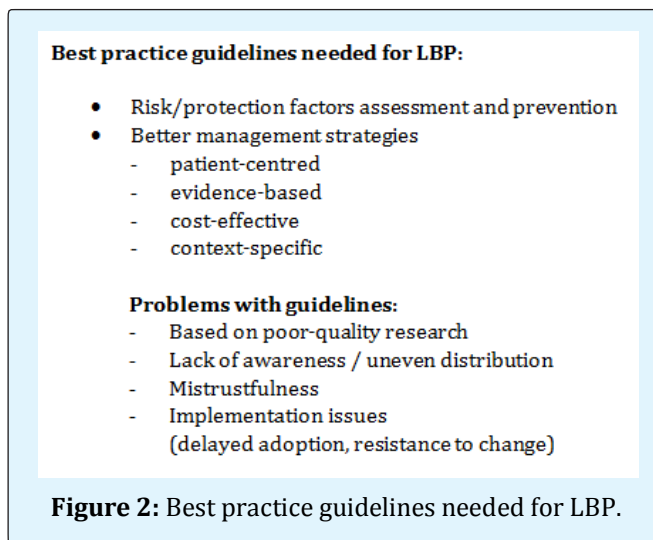 Best practice guidelines needed for LBP:
• Risk/protection factors assessment and prevention
• Better management strategies
- patient-centred
- evidence-based
- cost-effective
- context-specific
Problems with guidelines:
- Based on poor-quality research
- Lack of awareness / uneven distribution
- Mistrustfulness
- Implementation issues
(delayed adoption, resistance to change)
Figure 2: Best practice guidelines needed for LBP.